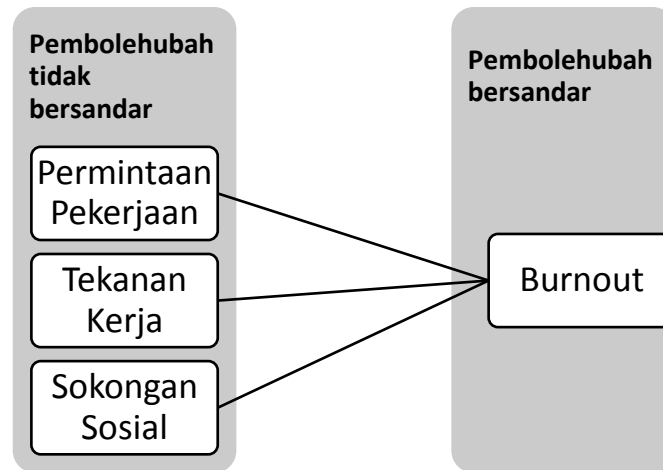 Pembolehubah
tidak
bersandar
Permintaan
Pekerjaan
Tekanan
Kerja
Sokongan
Sosial
Pembolehubah
bersandar
Burnout